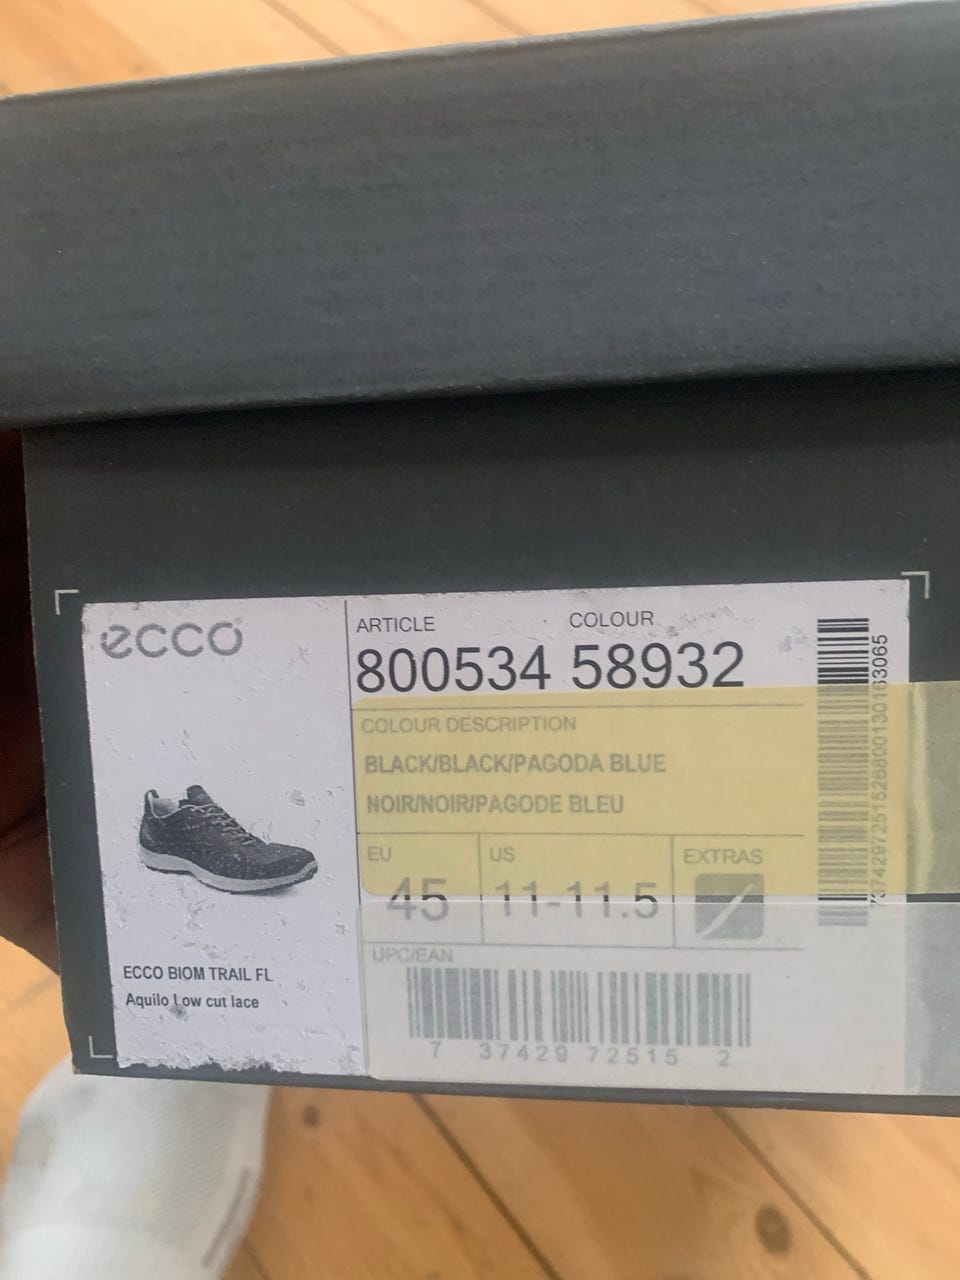 ecco
ARTICLE COLOUR
800534 58932
COLOUR DESCRIPTION
BLACK/BLACK/PAGODA BLUE
NOIR/NOIR/PAGODE BLEU
EU US EXTRAS
45 11-11.5
UPC/EAN
7 37429 72515 2
ECCO BIOM TRAIL FL
Aquilo Low cut lace